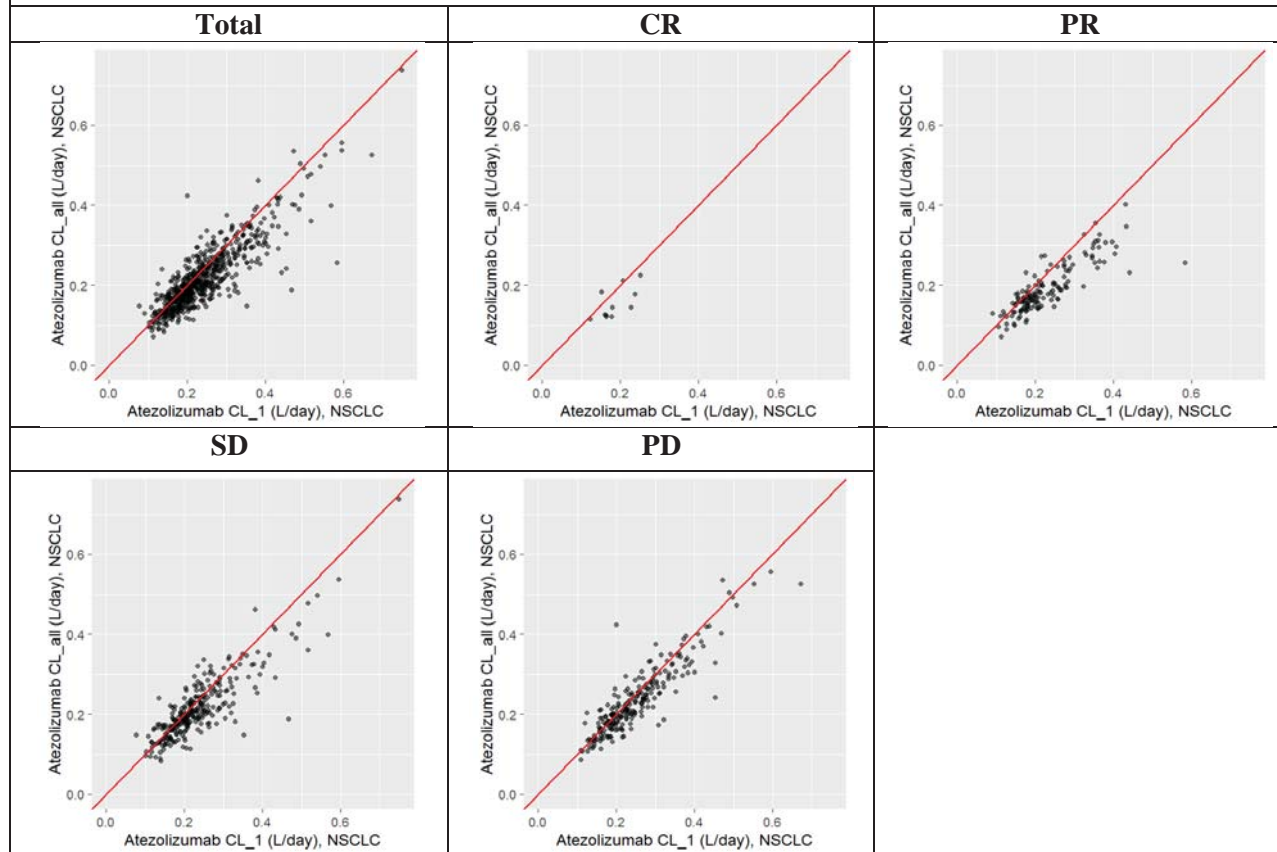 Total
CR
PR
Atezolizumab CL_all (L/day), NSCLC
0.6
0.4
0.2
0.0
0.0 0.2 0.4 0.6
Atezolizumab CL_1 (L/day), NSCLC
Atezolizumab CL_all (L/day), NSCLC
0.6
0.4
0.2
0.0
0.0 0.2 0.4 0.6
Atezolizumab CL_1 (L/day), NSCLC
Atezolizumab CL_all (L/day), NSCLC
0.6
0.4
0.2
0.0
0.0 0.2 0.4 0.6
Atezolizumab CL_1 (L/day), NSCLC
SD
PD
Atezolizumab CL_all (L/day), NSCLC
0.6
0.4
0.2
0.0
0.0 0.2 0.4 0.6
Atezolizumab CL_1 (L/day), NSCLC
Atezolizumab CL_all (L/day), NSCLC
0.6
0.4
0.2
0.0
0.0 0.2 0.4 0.6
Atezolizumab CL_1 (L/day), NSCLC